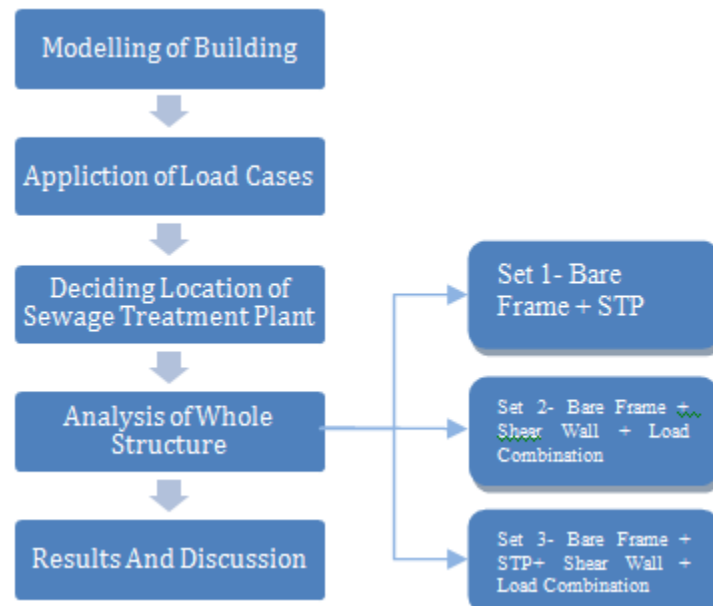 Modelling of Building
Appliction of Load Cases
Deciding Location of
Sewage Treatment Plant
Analysis of Whole
Structure
Results And Discussion
Set 1- Bare
Frame + STP
Set 2- Bare Frame +
Shear Wall + Load
Combination
Set 3- Bare Frame +
STP+ Shear Wall +
Load Combination